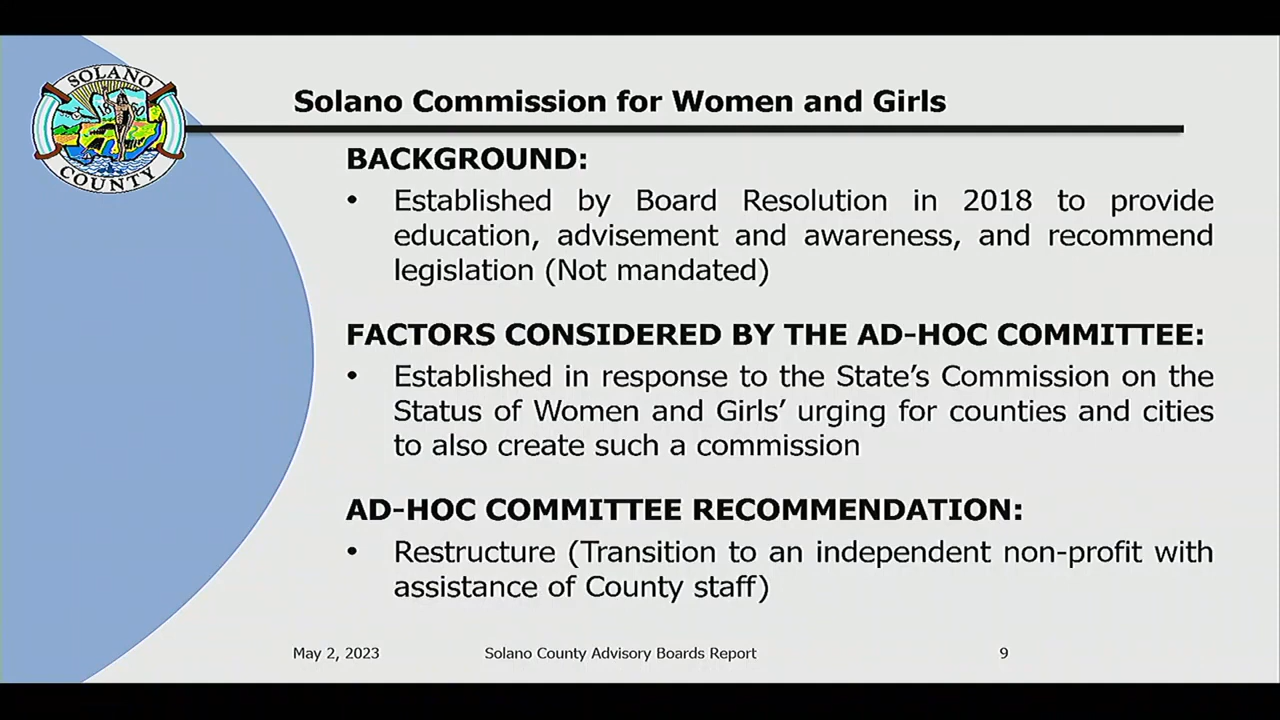 SOLANO
COUNTY
Solano Commission for Women and Girls
BACKGROUND:
• Established by Board Resolution in 2018 to provide
education, advisement and awareness, and recommend
legislation (Not mandated)
FACTORS CONSIDERED BY THE AD-HOC COMMITTEE:
• Established in response to the State’s Commission on the
Status of Women and Girls’ urging for counties and cities
to also create such a commission
AD-HOC COMMITTEE RECOMMENDATION:
• Restructure (Transition to an independent non-profit with
assistance of County staff)
May 2, 2023 Solano County Advisory Boards Report 9